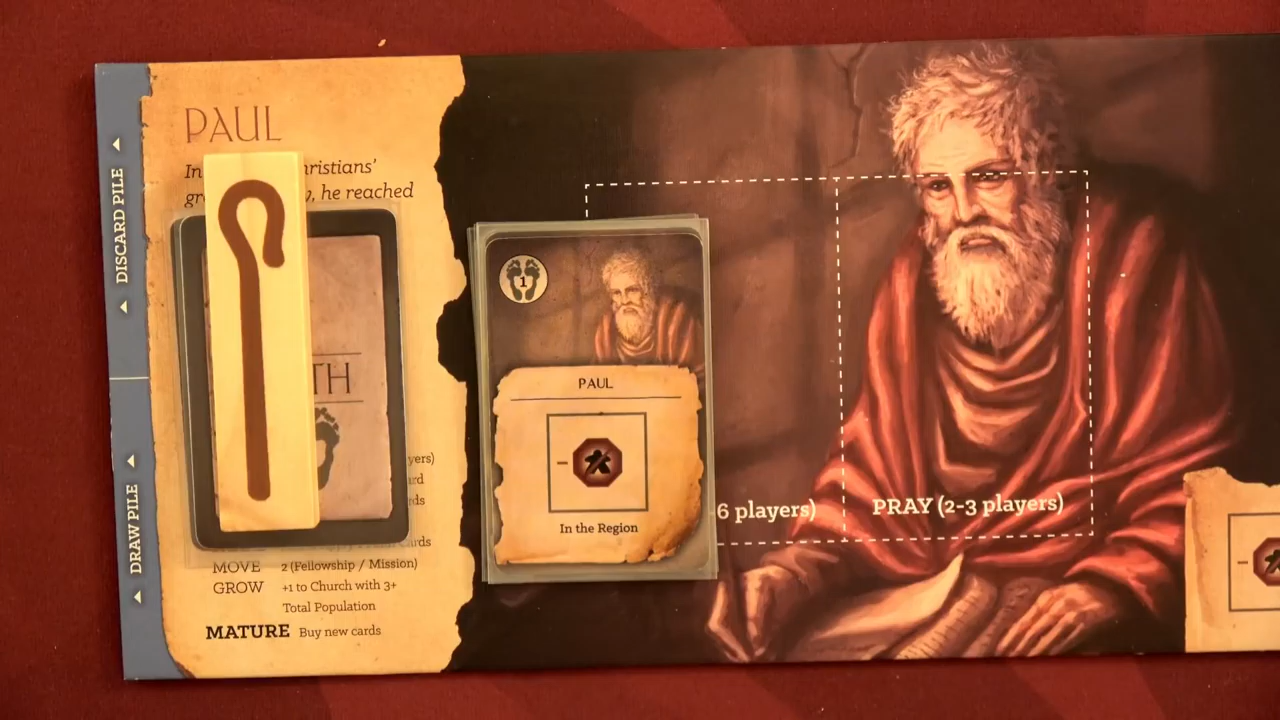 PAUL
In
hristians'
he reached
DISCARD PILE
DRAW PILE
TH
yers)
ard
ds
Cards
MOVE 2 (Fellowship / Mission)
GROW +1 to Church with 3+
Total Population
MATURE Buy new cards
1
PAUL
In the Region
6 players)
PRAY (2-3 players)